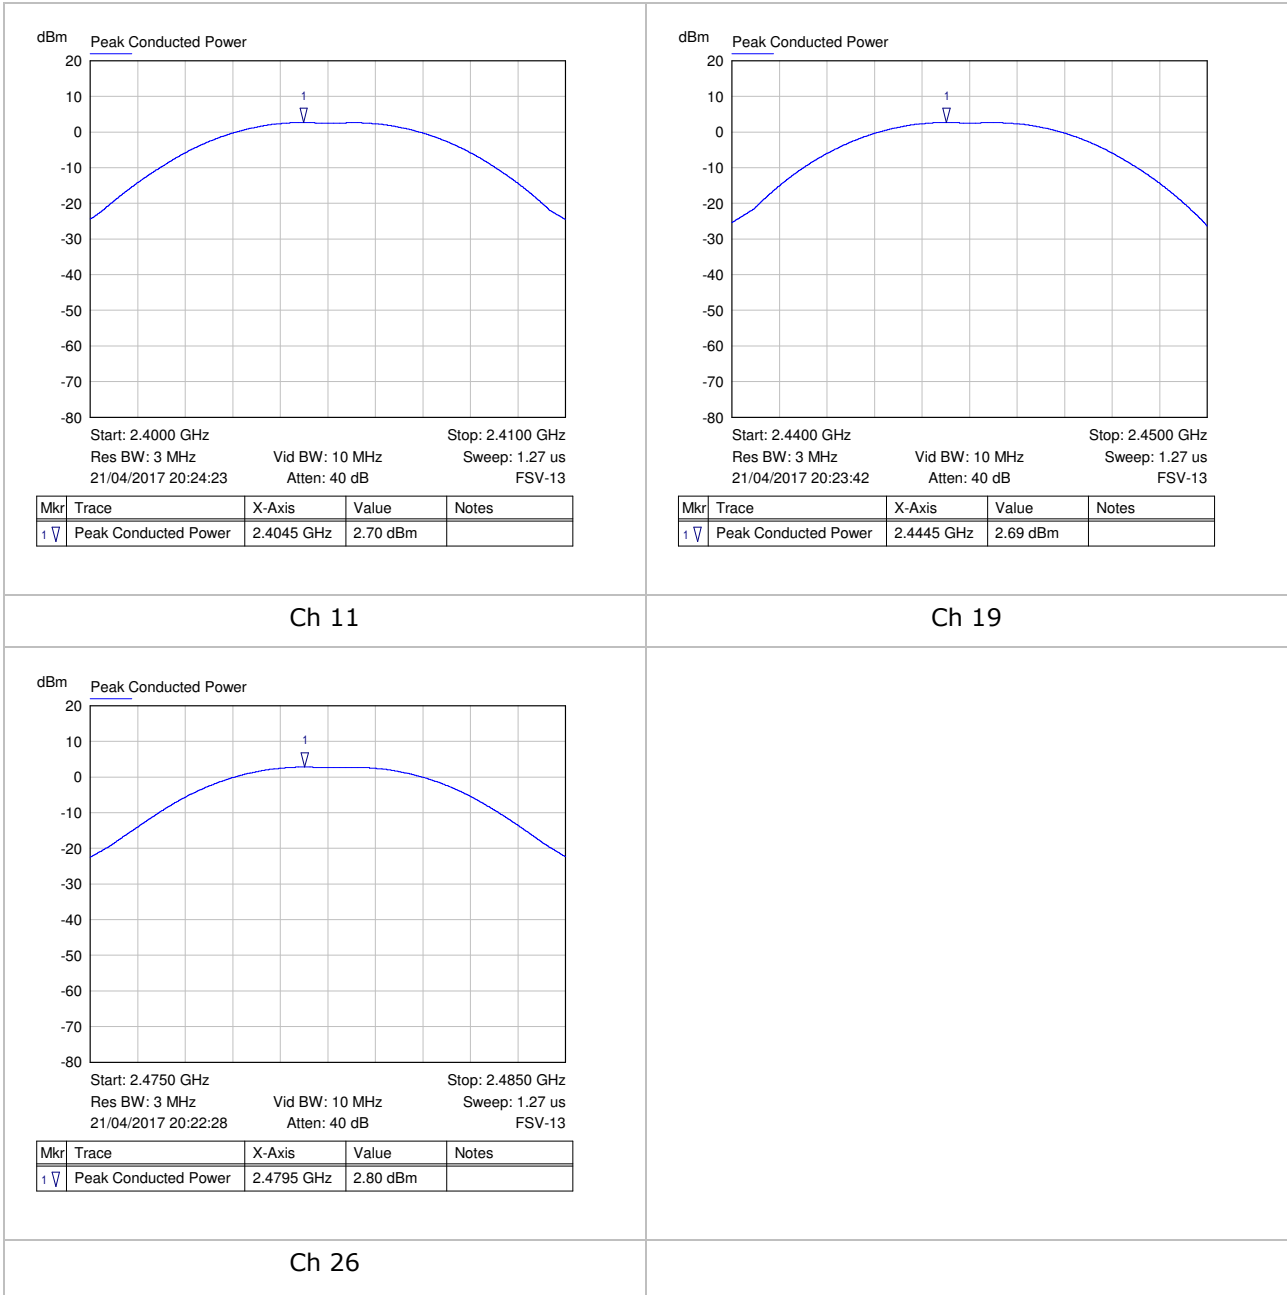 dBm
Peak Conducted Power
20
10
0
-10
-20
-30
-40
-50
-60
-70
-80
1
Start: 2.4000 GHz Stop: 2.4100 GHz
Res BW: 3 MHz Vid BW: 10 MHz Sweep: 1.27 us
21/04/2017 20:24:23 Atten: 40 dB FSV-13
Mkr Trace X-Axis Value Notes
1 Peak Conducted Power 2.4045 GHz 2.70 dBm
Ch 11
dBm
Peak Conducted Power
20
10
0
-10
-20
-30
-40
-50
-60
-70
-80
1
Start: 2.4400 GHz Stop: 2.4500 GHz
Res BW: 3 MHz Vid BW: 10 MHz Sweep: 1.27 us
21/04/2017 20:23:42 Atten: 40 dB FSV-13
Mkr Trace X-Axis Value Notes
1 Peak Conducted Power 2.4445 GHz 2.69 dBm
Ch 19
dBm
Peak Conducted Power
20
10
0
-10
-20
-30
-40
-50
-60
-70
-80
1
Start: 2.4750 GHz Stop: 2.4850 GHz
Res BW: 3 MHz Vid BW: 10 MHz Sweep: 1.27 us
21/04/2017 20:22:28 Atten: 40 dB FSV-13
Mkr Trace X-Axis Value Notes
1 Peak Conducted Power 2.4795 GHz 2.80 dBm
Ch 26